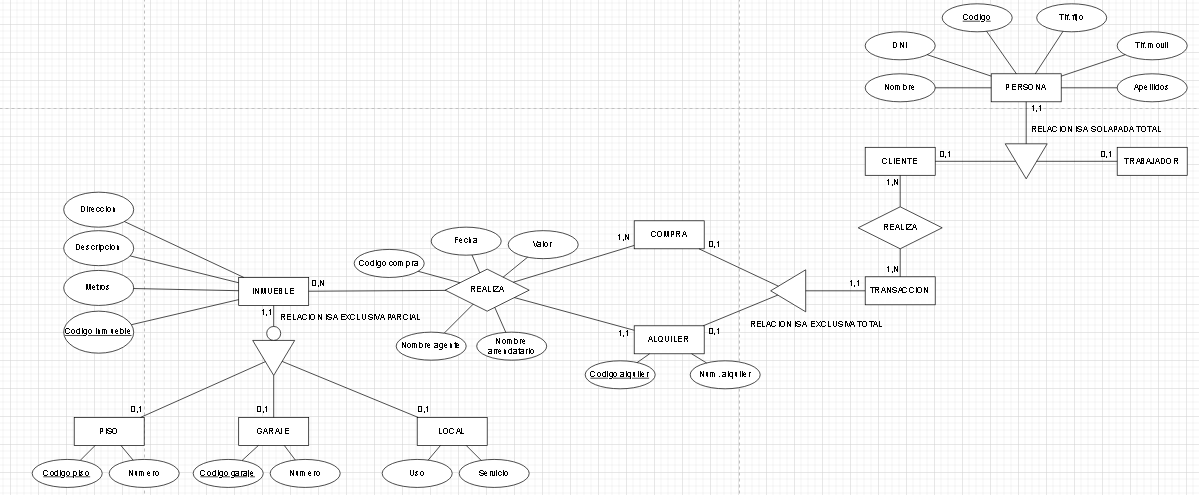 Codigo
Tlf.fijo
DNI
Tlf.movil
PERSONA
Nombre
Apellidos
1,1
RELACION ISA SOLAPADA TOTAL
CLIENTE
0,1
0,1
TRABAJADOR
1,N
REALIZA
1,N
TRANSACCION
1,1
Direccion
Descripcion
Metros
Codigo inmueble
INMUEBLE
0,N
1,1
RELACION ISA EXCLUSIVA PARCIAL
Codigo compra
Fecha
Valor
REALIZA
Nombre agente
Nombre
arrendatario
1,N
COMPRA
0,1
RELACION ISA EXCLUSIVA TOTAL
1,1
ALQUILER
0,1
Codigo alquiler
Num.alquiler
0,1
0,1
0,1
PISO
GARAJE
LOCAL
Codigo piso
Numero
Codigo garaje
Numero
Uso
Servicio